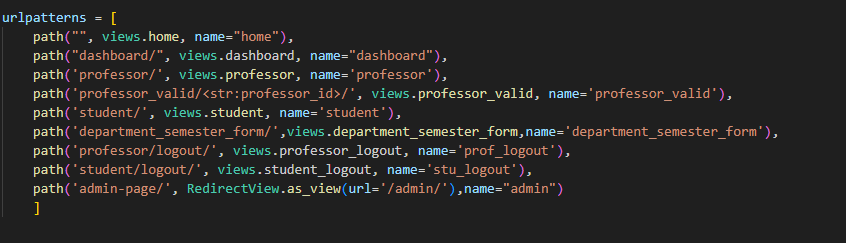 urlpatterns = [
    path("", views.home, name="home"),
    path("dashboard/", views.dashboard, name="dashboard"),
    path('professor/', views.professor, name='professor'),
    path('professor_valid/<str:professor_id>/', views.professor_valid, name='professor_valid'),
    path('student/', views.student, name='student'),
    path('department_semester_form/',views.department_semester_form,name='department_semester_form'),
    path('professor/logout/', views.professor_logout, name='prof_logout'),
    path('student/logout/', views.student_logout, name='stu_logout'),
    path('admin-page/', RedirectView.as_view(url='/admin/'),name="admin")
    ]